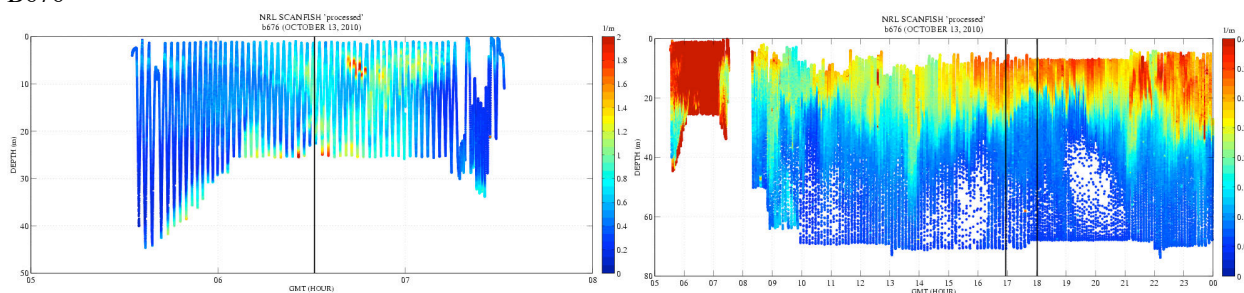 B676
NRL SCANFISH 'processed'
b676 (OCTOBER 13, 2010)
1/m
2
1.8
1.6
1.4
1.2
1
0.8
0.6
0.4
0.2
0
0
10
20
30
40
50
DEPTH (m)
05
06
07
08
GMT (HOUR)
NRL SCANFISH 'processed'
b676 (OCTOBER 13, 2010)
1/m
0
20
40
60
80
DEPTH (m)
05 06 07 08 09 10 11 12 13 14 15 16 17 18 19 20 21 22 23 00
GMT (HOUR)